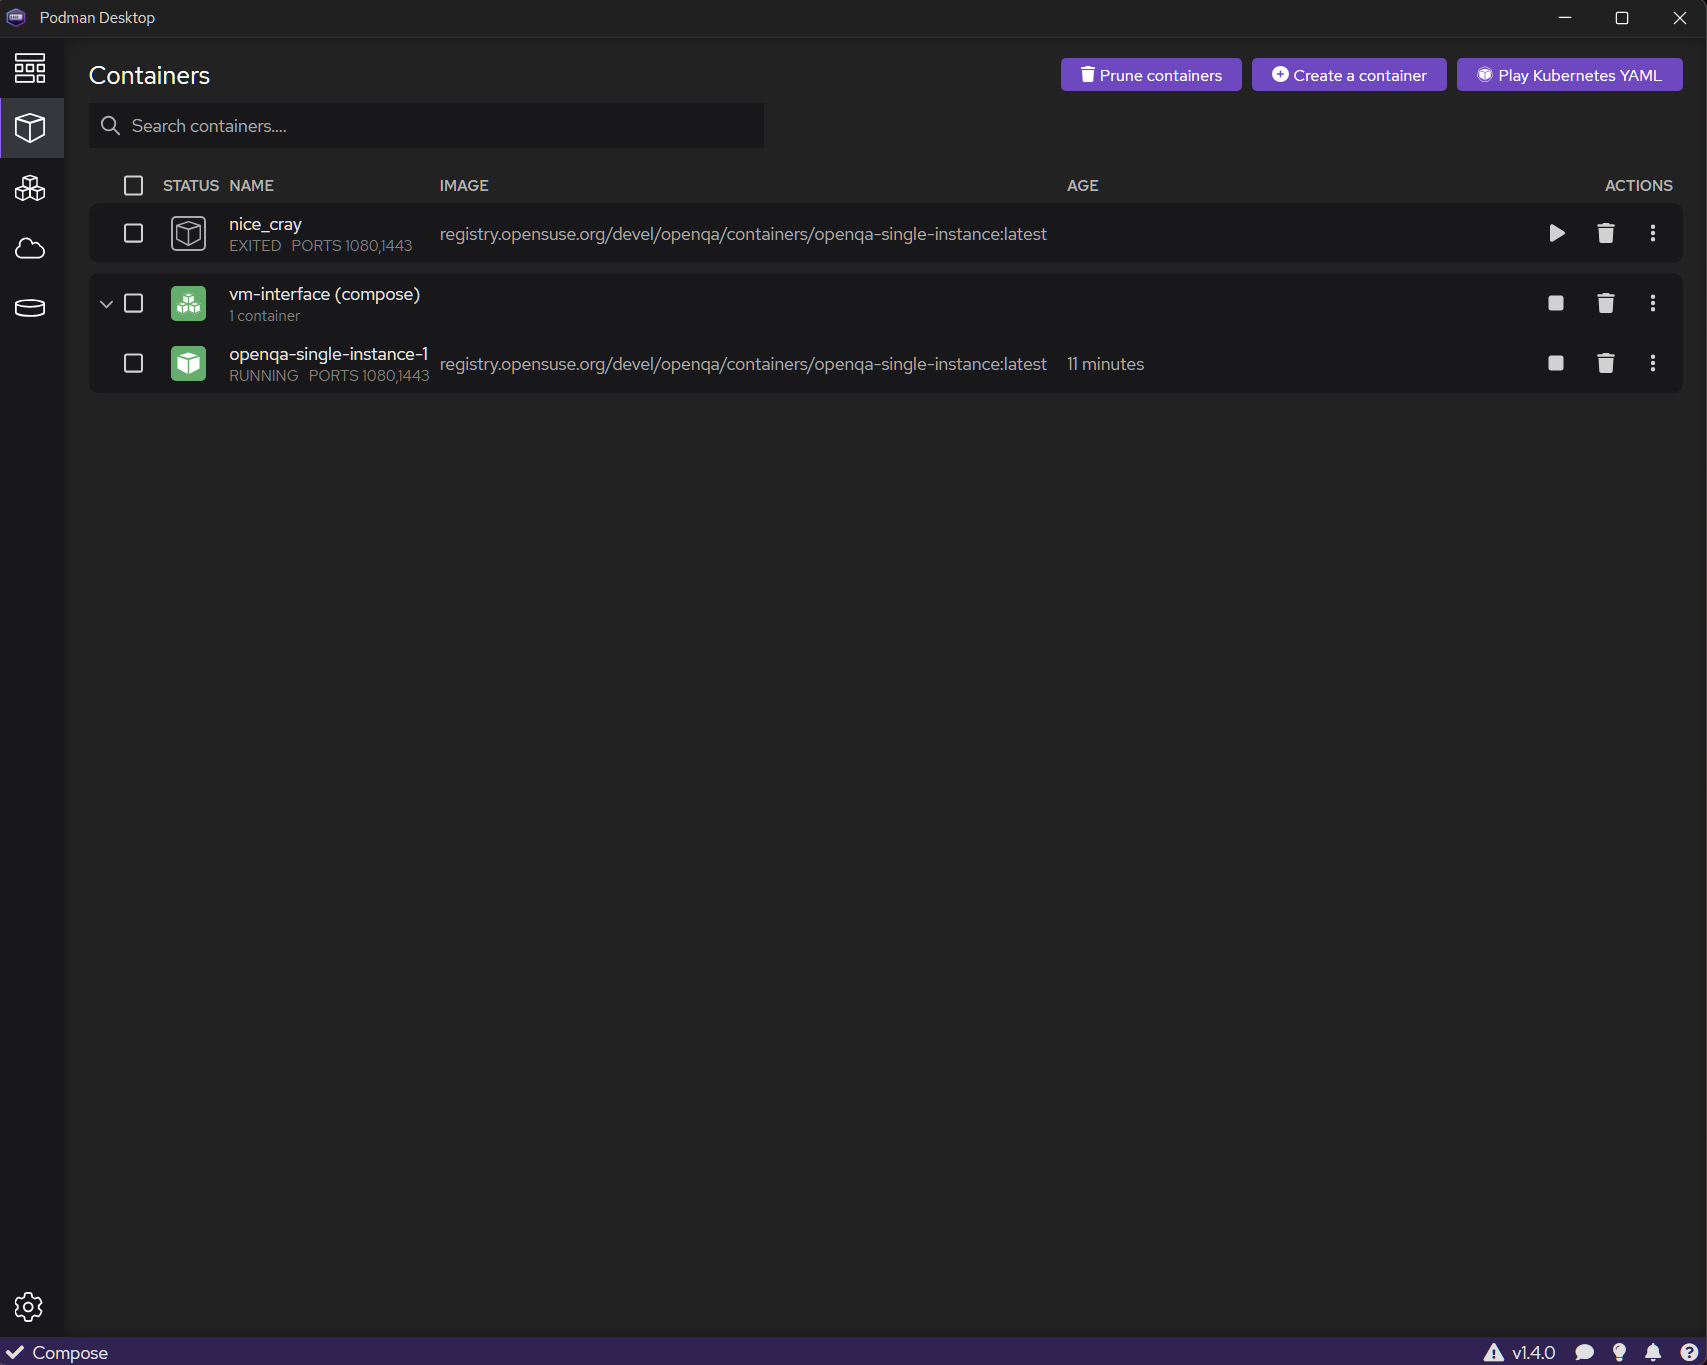 Podman Desktop
Containers
Prune containers
Create a container
Play Kubernetes YAML
Search containers....
STATUS NAME IMAGE AGE ACTIONS
nice_cray
EXITED PORTS 1080,1443
registry.opensuse.org/devel/openqa/containers/openqa-single-instance:latest
vm-interface (compose)
1 container
openqa-single-instance-1
RUNNING PORTS 1080,1443
registry.opensuse.org/devel/openqa/containers/openqa-single-instance:latest
11 minutes
Compose
v1.4.0